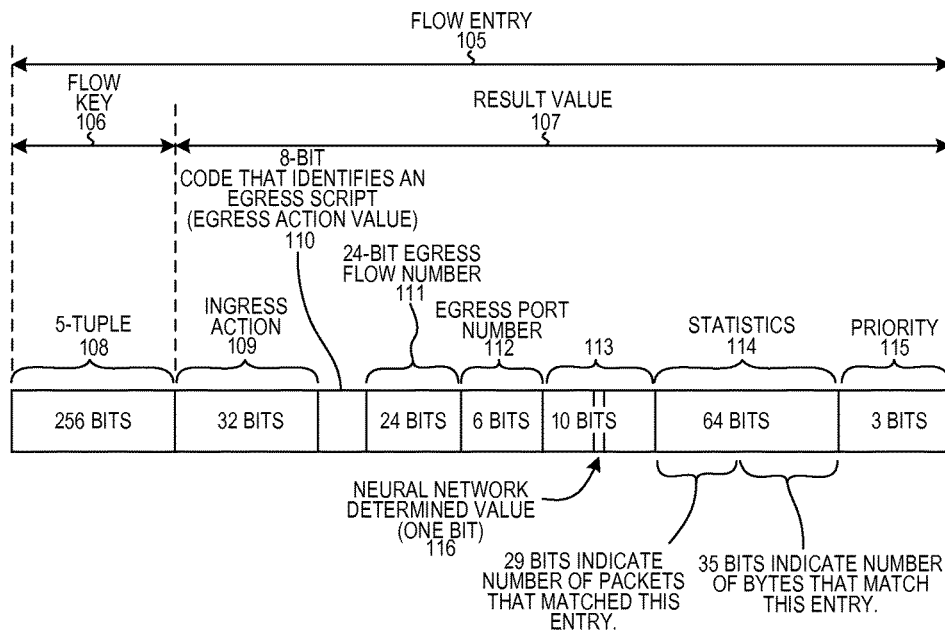 FLOW ENTRY
105
FLOW
KEY
106
RESULT VALUE
107
8-BIT
CODE THAT IDENTIFIES AN
EGRESS SCRIPT
(EGRESS ACTION VALUE)
110
24-BIT EGRESS
FLOW NUMBER
111
5-TUPLE
108
INGRESS
ACTION
109
EGRESS PORT
NUMBER
112
113
STATISTICS
114
PRIORITY
115
256 BITS
32 BITS
24 BITS
6 BITS
10 BITS
64 BITS
3 BITS
NEURAL NETWORK
DETERMINED VALUE
(ONE BIT)
116
29 BITS INDICATE
NUMBER OF PACKETS
THAT MATCHED THIS
ENTRY.
35 BITS INDICATE NUMBER
OF BYTES THAT MATCH
THIS ENTRY.